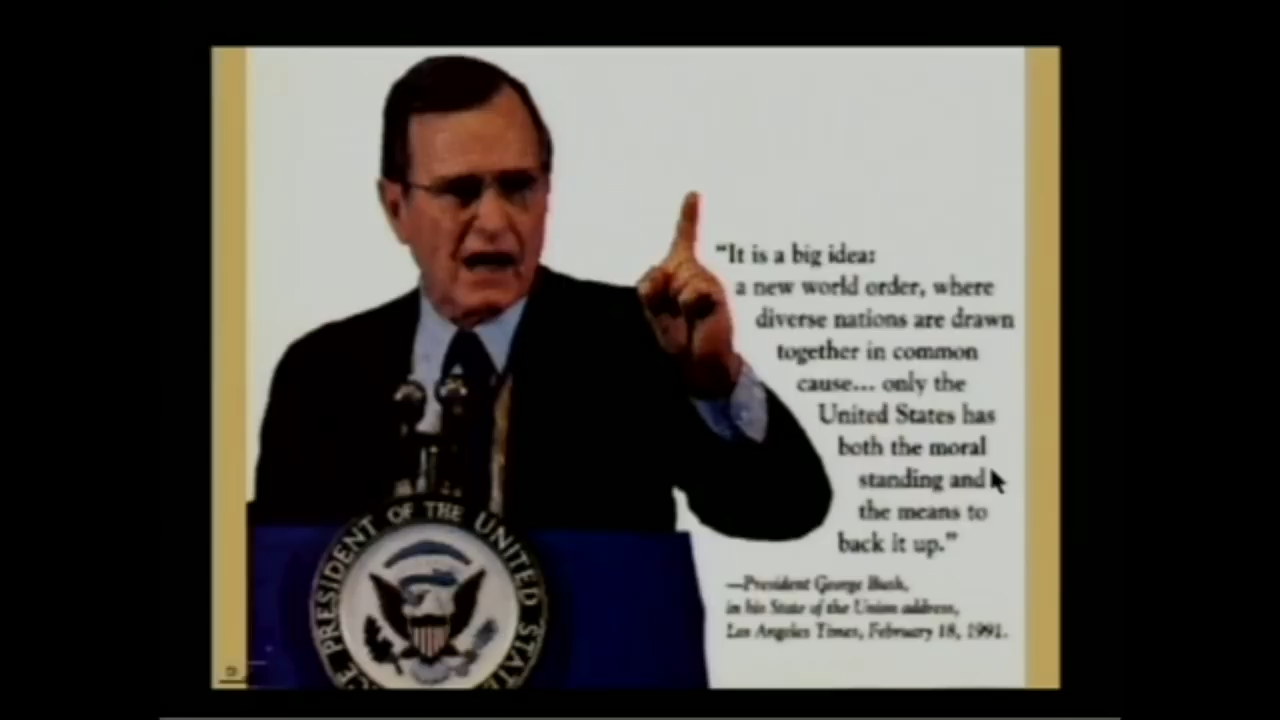 "It is a big idea:
a new world order, where
diverse nations are drawn
together in common
cause... only the
United States has
both the moral
standing and
the means to
back it up."
—President George Bush,
in his State of the Union address,
Los Angeles Times, February 18, 1991.
PRESIDENT OF THE UNITED STATE